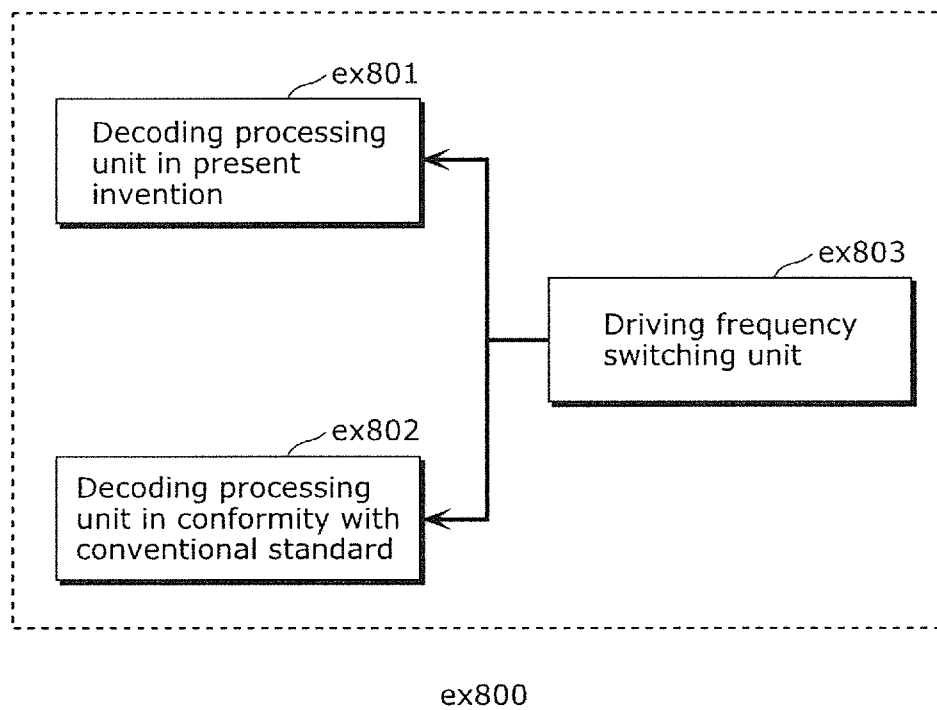 ex801
Decoding processing
unit in present
invention
ex803
Driving frequency
switching unit
ex802
Decoding processing
unit in conformity with
conventional standard
ex800